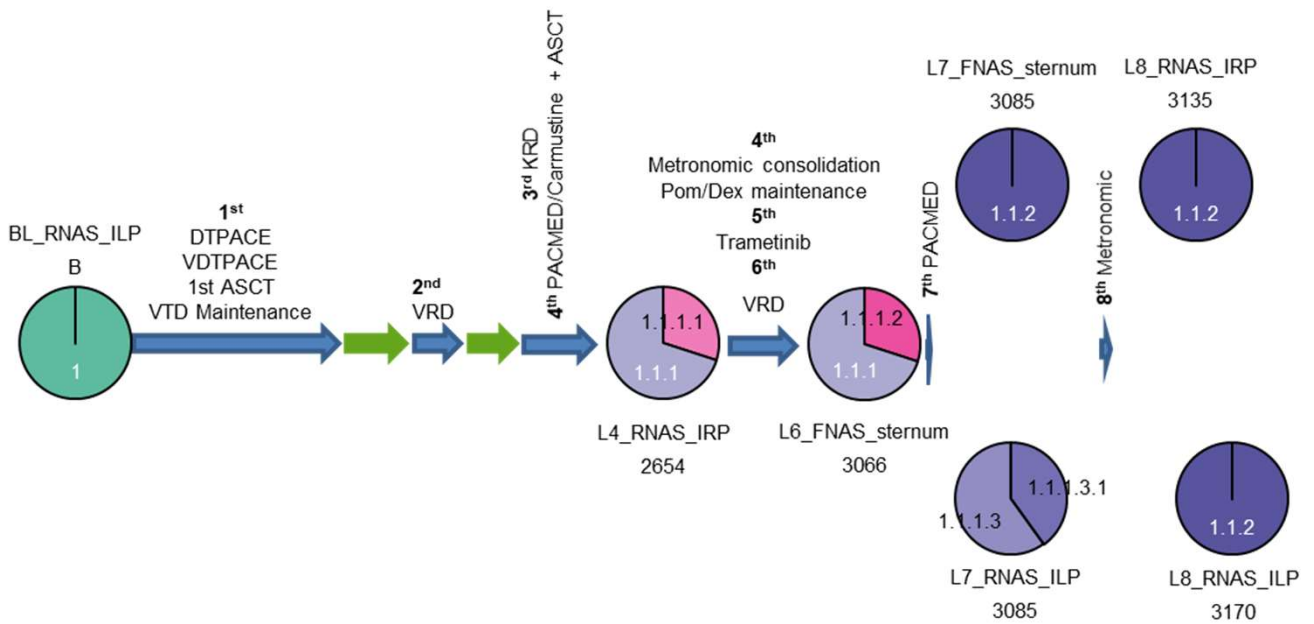 BL_RNAS_ILP
B
1
1st
DTPACE
VDTPACE
1st ASCT
VTD Maintenance
2nd
VRD
3rd KRD
4th PACMED/Carmustine + ASCT
1.1.1.1
1.1.1
L4_RNAS_IRP
2654
4th
Metronomic consolidation
Pom/Dex maintenance
5th
Trametinib
6th
VRD
1.1.1.2
1.1.1
L6_FNAS_sternum
3066
7th PACMED
L7_FNAS_sternum
3085
1.1.2
1.1.1.3.1
1.1.1.3
L7_RNAS_ILP
3085
8th Metronomic
L8_RNAS_IRP
3135
1.1.2
1.1.2
L8_RNAS_ILP
3170